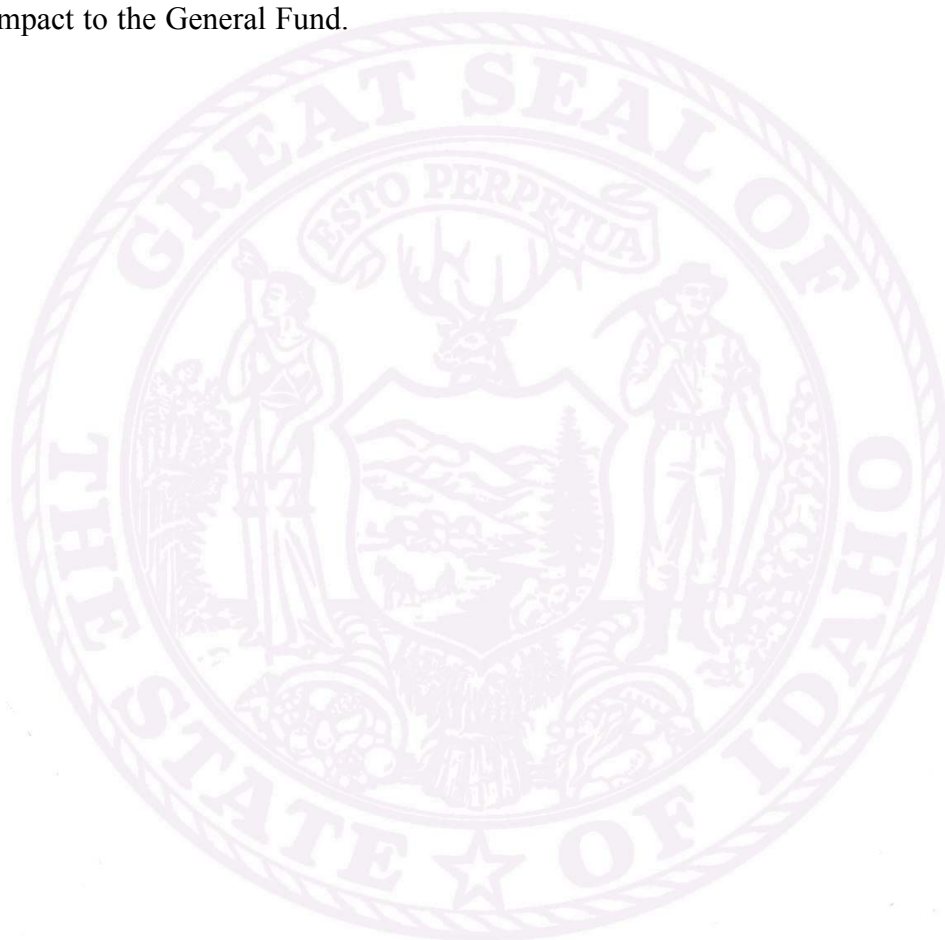 mpact to the General Fund.
GREAT SEAL OF
ESTO PERPETUA
THE STATE OF IDAHO